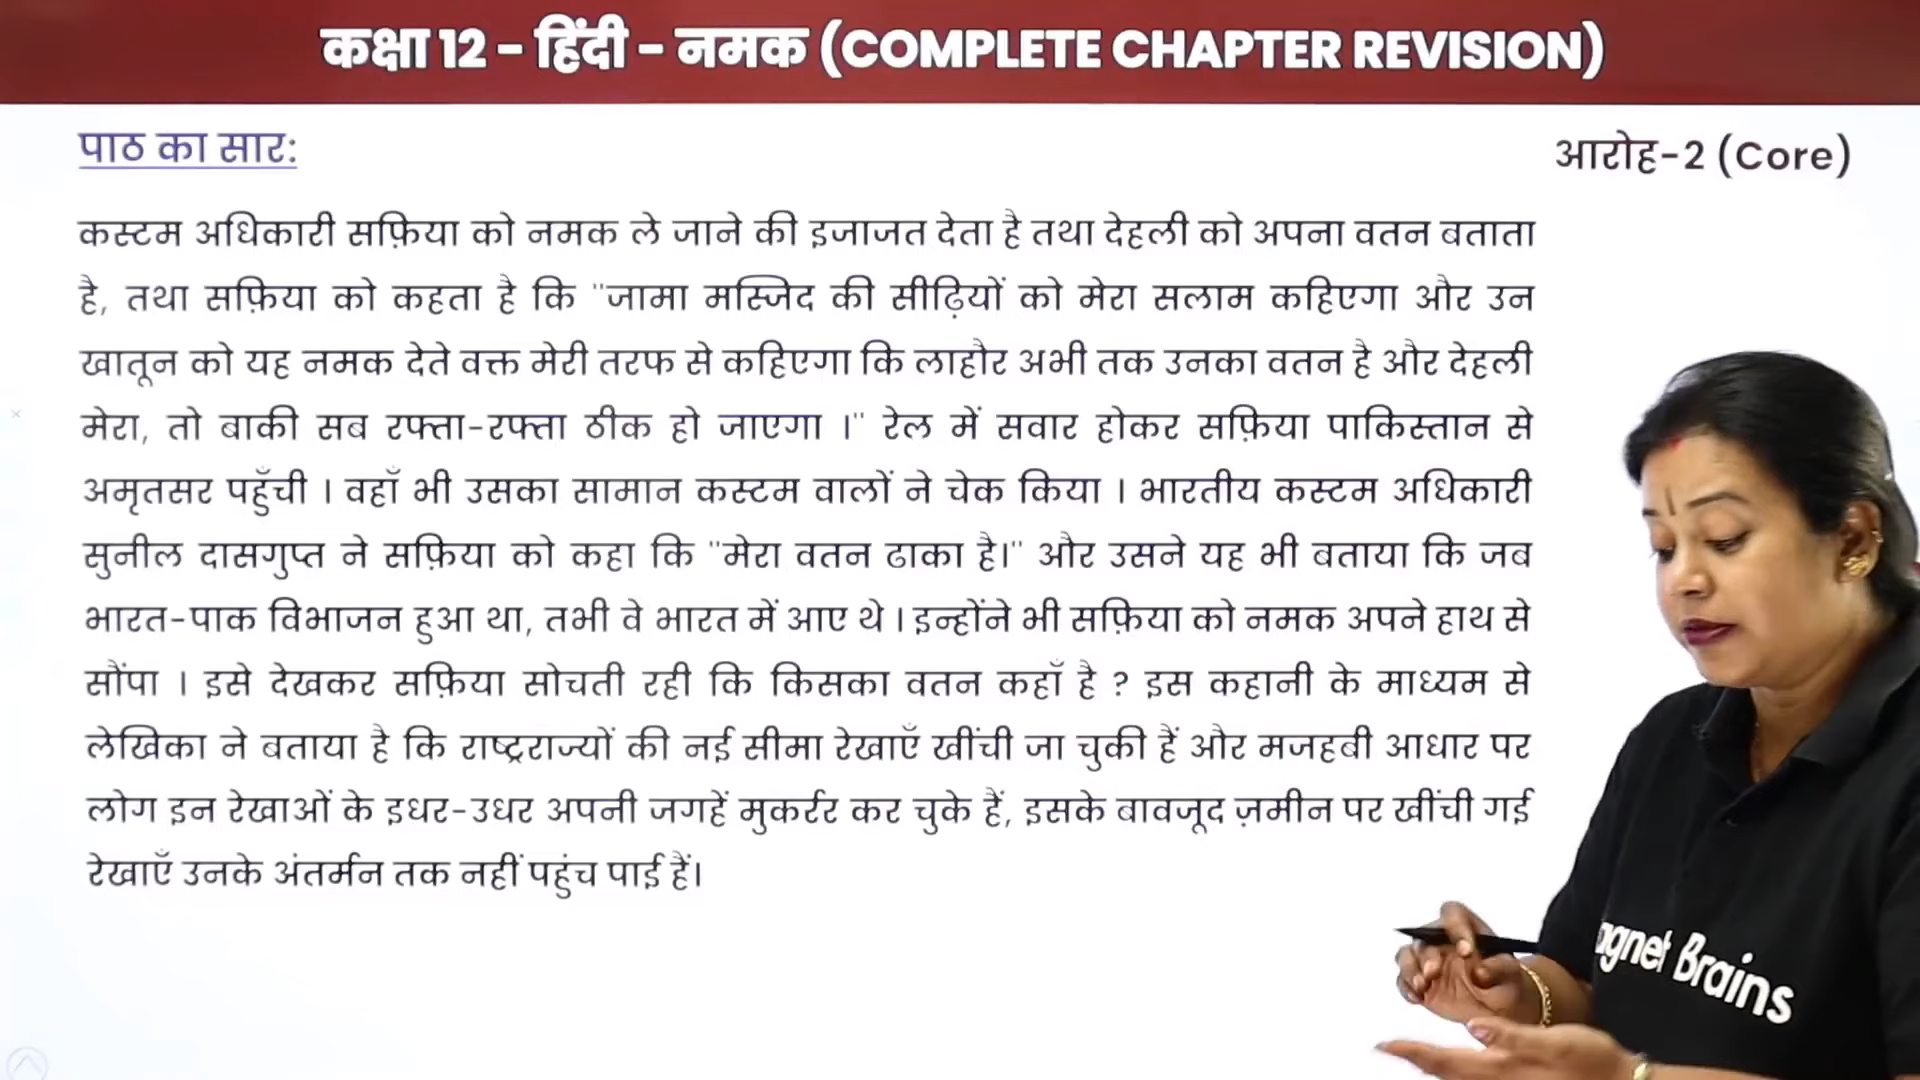 कक्षा 12 - हिंदी - नमक (COMPLETE CHAPTER REVISION)
पाठ का सार:
आरोह-2 (Core)
कस्टम अधिकारी सफ़िया को नमक ले जाने की इजाजत देता है तथा देहली को अपना वतन बताता
है, तथा सफ़िया को कहता है कि "जामा मस्जिद की सीढ़ियों को मेरा सलाम कहिएगा और उन
खातून को यह नमक देते वक्त मेरी तरफ से कहिएगा कि लाहौर अभी तक उनका वतन है और देहली
मेरा, तो बाकी सब रफ्ता-रफ्ता ठीक हो जाएगा ।" रेल में सवार होकर सफ़िया पाकिस्तान से
अमृतसर पहुँची । वहाँ भी उसका सामान कस्टम वालों ने चेक किया । भारतीय कस्टम अधिकारी
सुनील दासगुप्त ने सफ़िया को कहा कि "मेरा वतन ढाका है।" और उसने यह भी बताया कि जब
भारत-पाक विभाजन हुआ था, तभी वे भारत में आए थे । इन्होंने भी सफ़िया को नमक अपने हाथ से
सौंपा । इसे देखकर सफ़िया सोचती रही कि किसका वतन कहाँ है ? इस कहानी के माध्यम से
लेखिका ने बताया है कि राष्ट्रराज्यों की नई सीमा रेखाएँ खींची जा चुकी हैं और मजहबी आधार पर
लोग इन रेखाओं के इधर-उधर अपनी जगहें मुकर्रर कर चुके हैं, इसके बावजूद ज़मीन पर खींची गई
रेखाएँ उनके अंतर्मन तक नहीं पहुंच पाई हैं।
agnet Brains